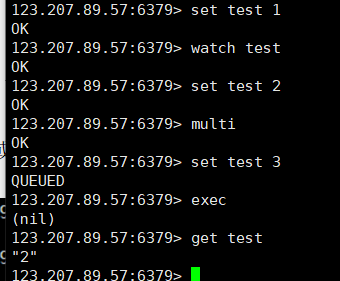 123.207.89.57:6379> set test 1
OK
123.207.89.57:6379> watch test
OK
123.207.89.57:6379> set test 2
OK
123.207.89.57:6379> multi
OK
123.207.89.57:6379> set test 3
QUEUED
123.207.89.57:6379> exec
(nil)
123.207.89.57:6379> get test
"2"
123.207.89.57:6379>